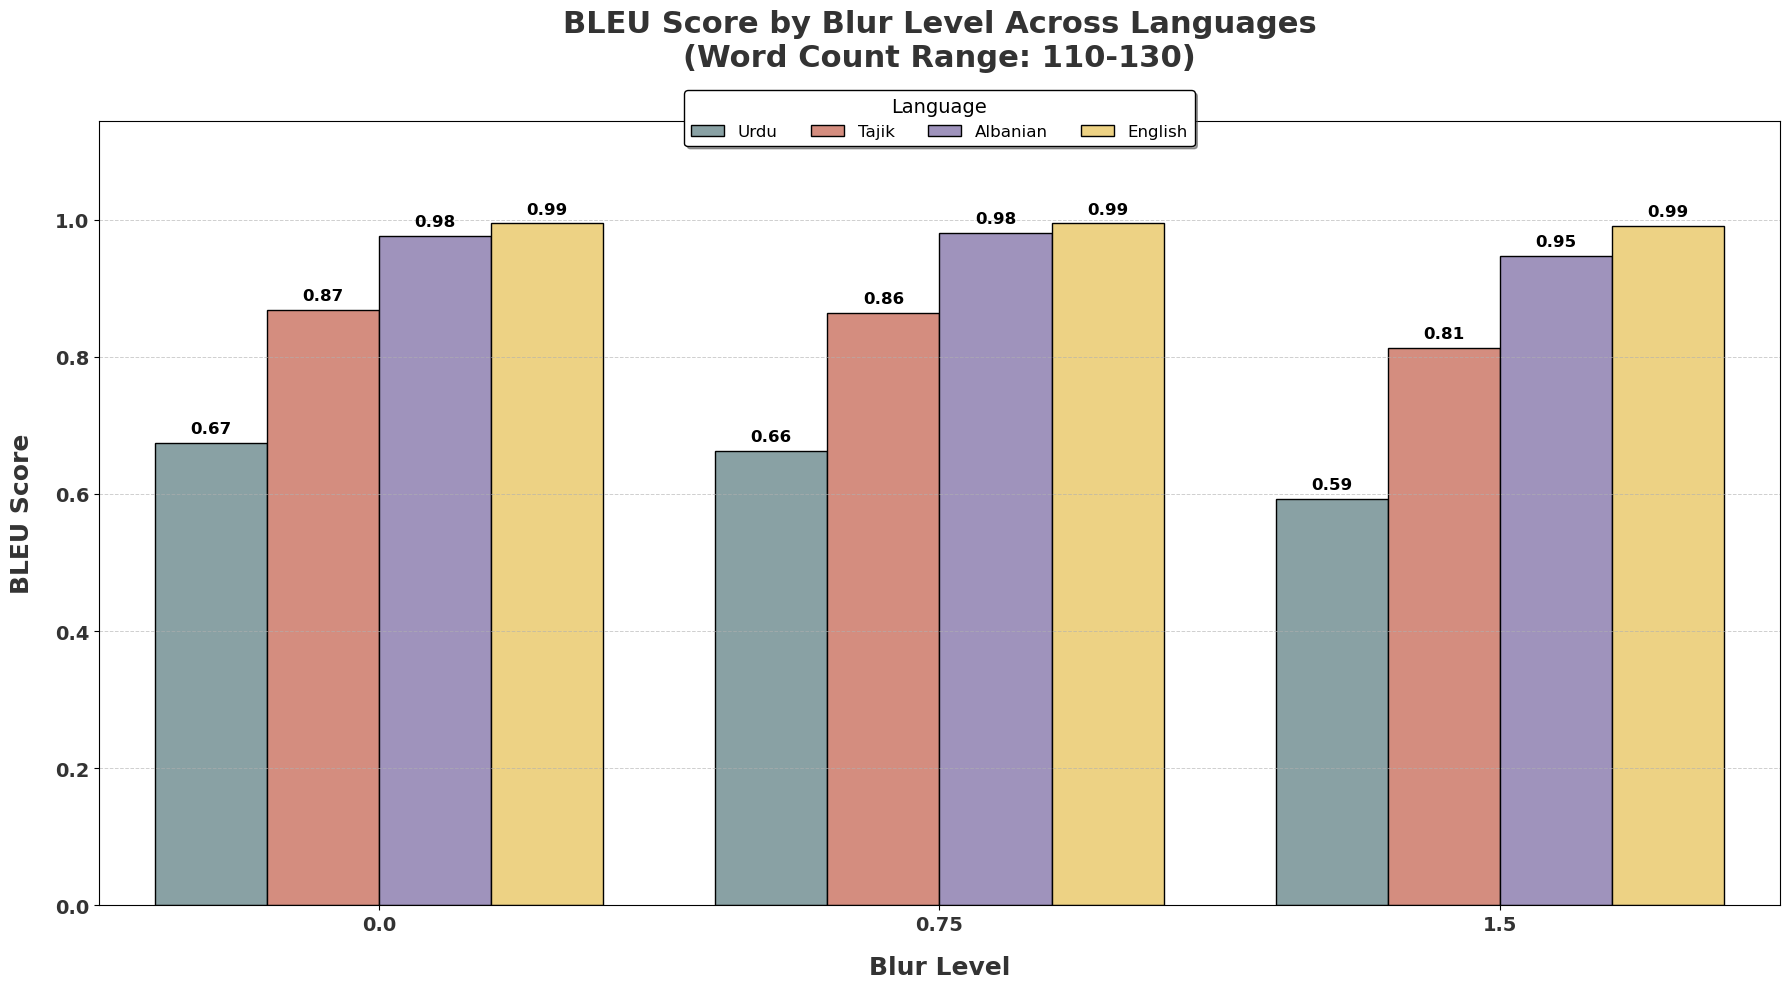 BLEU Score by Blur Level Across Languages
(Word Count Range: 110-130)
Language
Urdu Tajik Albanian English
BLEU Score
1.0
0.8
0.6
0.4
0.2
0.0
0.67 0.87 0.98 0.99
0.66 0.86 0.98 0.99
0.59 0.81 0.95 0.99
0.0 0.75 1.5
Blur Level